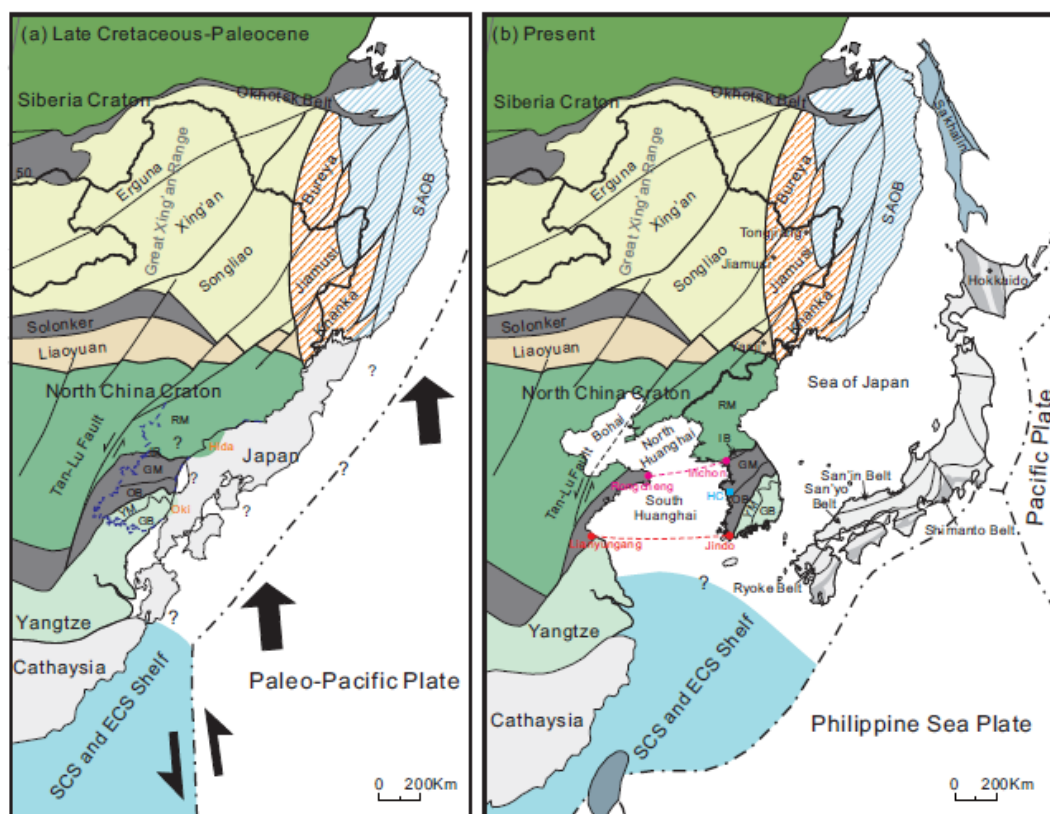 (a) Late Cretaceous-Paleocene
Siberia Craton
Okhotsk Belt
50
Erguna
Great Xing'an Range
Xing'an
Songliao
Bureya
SAOB
Jiamusi
Khanka
Solonker
Liaoyuan
North China Craton
?
RM
?
Hida
Tan-Lu Fault
Japan
GM
?
?
OB
YM
GB
Oki
?
?
Yangtze
Cathaysia
SCS and ECS Shelf
Paleo-Pacific Plate
0 200Km
(b) Present
Siberia Craton
Okhotsk Belt
Sakhalin
Erguna
Great Xing'an Range
Xing'an
Songliao
Bureya
SAOB
Tongjiang
Jiamusi
Jiamusi
Khanka
Hokkaido
Solonker
Liaoyuan
Yanji
North China Craton
Sea of Japan
RM
Bohai
North
Huanghai
IB
Pacific Plate
Tan-Lu Fault
Incheon
GM
Rongcheng
HC
OB
YM
GB
South
Huanghai
San'in Belt
San'yo
Belt
Shimanto Belt
Lianyungang
Jindo
?
Ryoke Belt
Yangtze
Cathaysia
SCS and ECS Shelf
Philippine Sea Plate
0 200Km